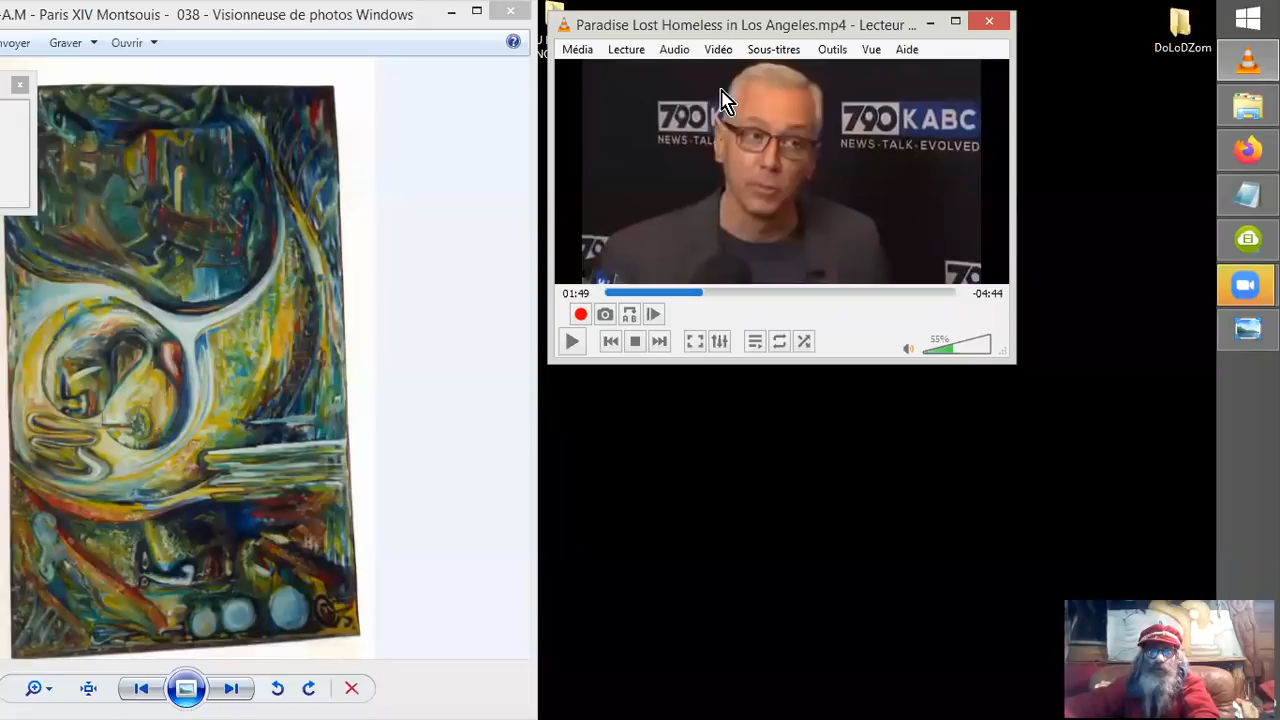 -A.M - Paris XIV Montsouis - 038 - Visionneuse de photos Windows
nvoyer Graver Ouvrir
Paradise Lost Homeless in Los Angeles.mp4 - Lecteur ...
Média Lecture Audio Vidéo Sous-titres Outils Vue Aide
790 KABC
NEWS-TALK-EVOLVED
790
NEWS-TAL
01:49
-04:44
55%
DoLoDZom